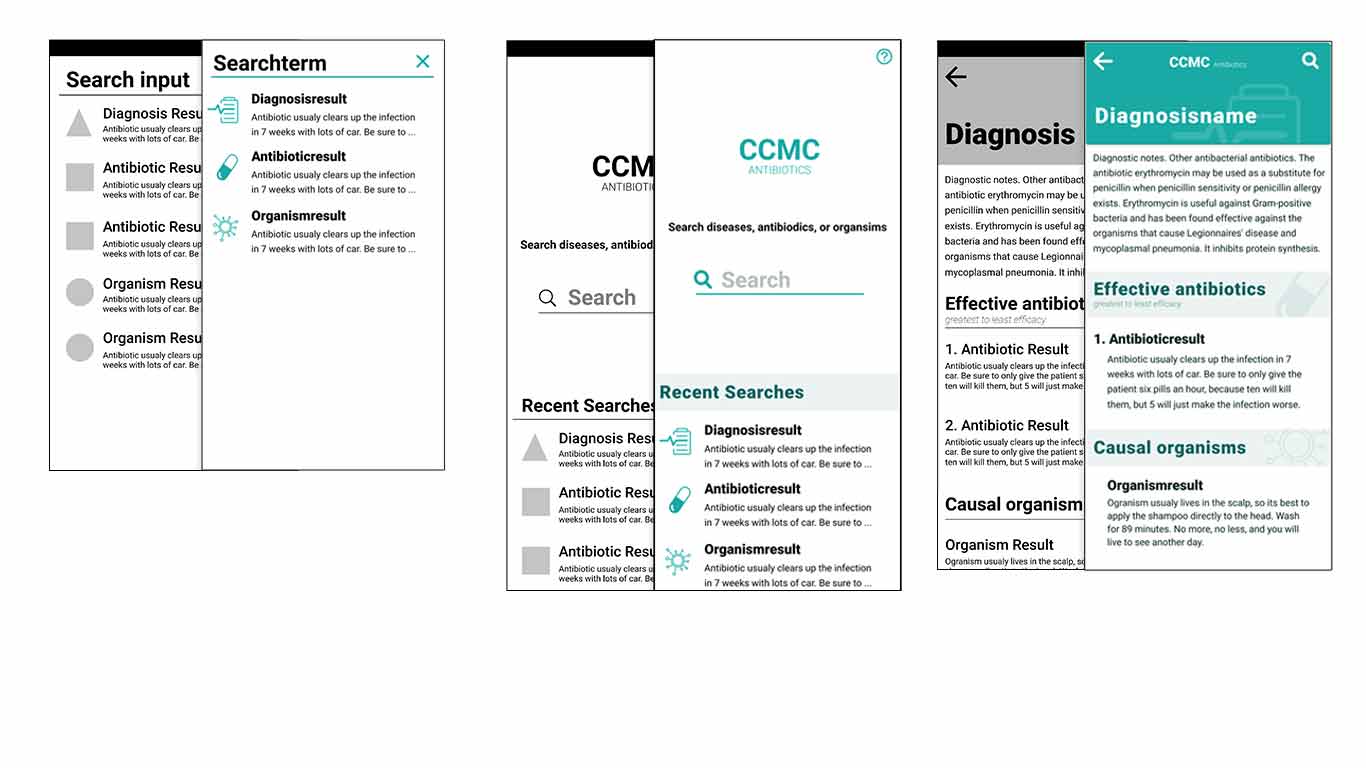 Search input
Diagnosis Resu
Antibiotic usualy clears up
weeks with lots of car. Be
Antibiotic Resu
Antibiotic usualy clears up
weeks with lots of car. Be
Antibiotic Resu
Antibiotic usualy clears up
weeks with lots of car. Be
Organism Resu
Antibiotic usualy clears up
weeks with lots of car. Be
Organism Resu
Antibiotic usualy clears up
weeks with lots of car. Be
Searchterm
Diagnosisresult
Antibiotic usualy clears up the infection
in 7 weeks with lots of car. Be sure to ...
Antibioticresult
Antibiotic usualy clears up the infection
in 7 weeks with lots of car. Be sure to ...
Organismresult
Antibiotic usualy clears up the infection
in 7 weeks with lots of car. Be sure to ...
CCM
ANTIBIOTI
Search diseases, antibiod
Search
Recent Searches
Diagnosis Resu
Antibiotic usualy clears u
weeks with lots of car. Be
Antibiotic Resu
Antibiotic usualy clears u
weeks with lots of car. Be
Antibiotic Resu
Antibiotic usualy clears u
weeks with lots of car. Be
?
CCMC
ANTIBIOTICS
Search diseases, antibiodics, or organsims
Search
Recent Searches
Diagnosisresult
Antibiotic usualy clears up the infection
in 7 weeks with lots of car. Be sure to ...
Antibioticresult
Antibiotic usualy clears up the infection
in 7 weeks with lots of car. Be sure to ...
Organismresult
Antibiotic usualy clears up the infection
in 7 weeks with lots of car. Be sure to ...
Diagnosis
Diagnostic notes. Other antibact
antibiotic erythromycin may be u
penicillin when penicillin sensitiv
exists. Erythromycin is useful ag
bacteria and has been found effe
organisms that cause Legionnai
mycoplasmal pneumonia. It inhil
Effective antibiot
greatest to least efficacy
1. Antibiotic Result
Antibiotic usualy clears up the infecti
car. Be sure to only give the patient si
ten will kill them, but 5 will just make
2. Antibiotic Result
Antibiotic usualy clears up the infecti
car. Be sure to only give the patient si
ten will kill them, but 5 will just make
Causal organism
Organism Result
Ogranism usualy lives in the scalp, so
CCMC Antibiotics
Diagnosisname
Diagnostic notes. Other antibacterial antibiotics. The
antibiotic erythromycin may be used as a substitute for
penicillin when penicillin sensitivity or penicillin allergy
exists. Erythromycin is useful against Gram-positive
bacteria and has been found effective against the
organisms that cause Legionnaires' disease and
mycoplasmal pneumonia. It inhibits protein synthesis.
Effective antibiotics
greatest to least efficacy
1. Antibioticresult
Antibiotic usualy clears up the infection in 7
weeks with lots of car. Be sure to only give the
patient six pills an hour, because ten will kill
them, but 5 will just make the infection worse.
Causal organisms
Organismresult
Ogranism usualy lives in the scalp, so its best to
apply the shampoo directly to the head. Wash
for 89 minutes. No more, no less, and you will
live to see another day.